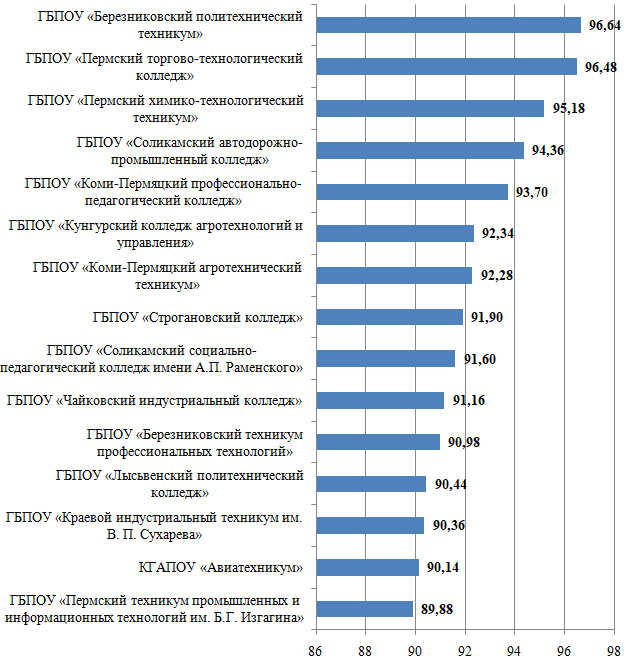 ГБПОУ «Березниковский политехнический
техникум»
96,64
ГБПОУ «Пермский торгово-технологический
колледж»
96,48
ГБПОУ «Пермский химико-технологический
техникум»
95,18
ГБПОУ «Соликамский автодорожно-
промышленный колледж»
94,36
ГБПОУ «Коми-Пермяцкий профессионально-
педагогический колледж»
93,70
ГБПОУ «Кунгурский колледж агротехнологий и
управления»
92,34
ГБПОУ «Коми-Пермяцкий агротехнический
техникум»
92,28
ГБПОУ «Строгановский колледж»
91,90
ГБПОУ «Соликамский социально-
педагогический колледж имени А.П. Раменского»
91,60
ГБПОУ «Чайковский индустриальный колледж»
91,16
ГБПОУ «Березниковский техникум
профессиональных технологий»
90,98
ГБПОУ «Лысьвенский политехнический
колледж»
90,44
ГБПОУ «Краевой индустриальный техникум им.
В. П. Сухарева»
90,36
КГАПОУ «Авиатехникум»
90,14
ГБПОУ «Пермский техникум промышленных и
информационных технологий им. Б.Г. Изгагина»
89,88
86 88 90 92 94 96 98